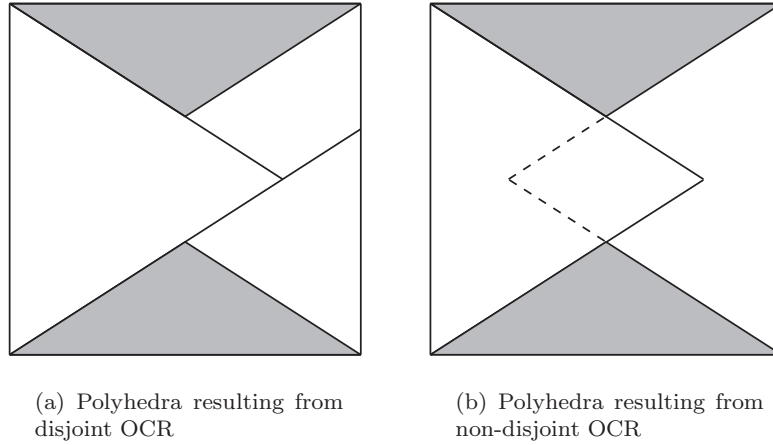 (a) Polyhedra resulting from
disjoint OCR
(b) Polyhedra resulting from
non-disjoint OCR